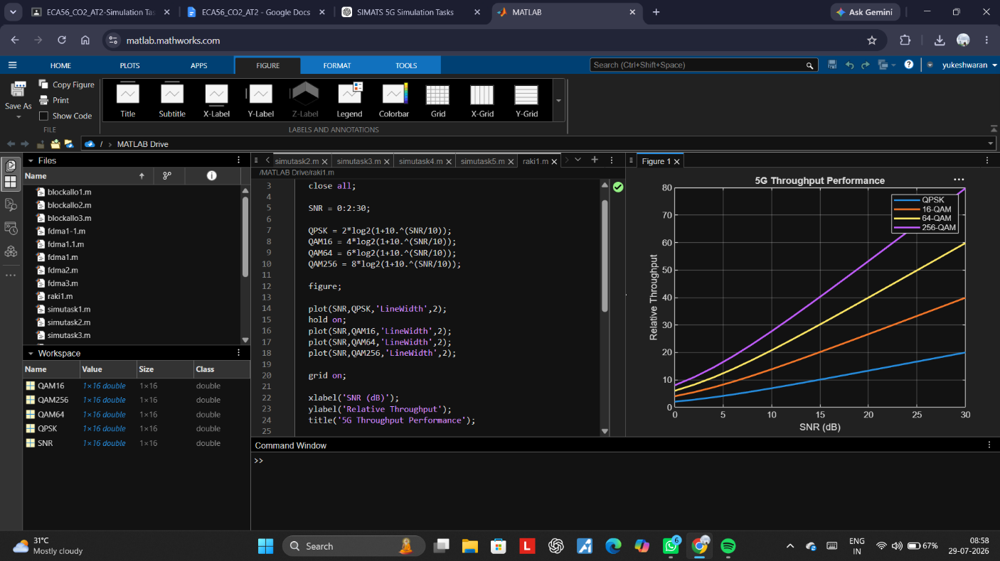 ECA56_CO2_AT2-Simulation Tas
ECA56_CO2_AT2 - Google Docs
SIMATS 5G Simulation Tasks
MATLAB
Ask Gemini
matlab.mathworks.com
HOME
PLOTS
APPS
FIGURE
FORMAT
TOOLS
Search (Ctrl+Shift+Space)
yukeshwaran
Save As
Copy Figure
Print
Show Code
FILE
Title
Subtitle
X-Label
Y-Label
Z-Label
Legend
Colorbar
Grid
X-Grid
Y-Grid
LABELS AND ANNOTATIONS
/ › MATLAB Drive
Files
Name
blockallo1.m
blockallo2.m
blockallo3.m
fdma1-1.m
fdma1.1.m
fdma1.m
fdma2.m
fdma3.m
raki1.m
simutask1.m
simutask2.m
simutask3.m
Workspace
Name Value Size Class
QAM16 1×16 double 1×16 double
QAM256 1×16 double 1×16 double
QAM64 1×16 double 1×16 double
QPSK 1×16 double 1×16 double
SNR 1×16 double 1×16 double
simutask2.m
simutask3.m
simutask4.m
simutask5.m
raki1.m
/MATLAB Drive/raki1.m
3 close all;
4
5 SNR = 0:2:30;
6
7 QPSK = 2*log2(1+10.^(SNR/10));
8 QAM16 = 4*log2(1+10.^(SNR/10));
9 QAM64 = 6*log2(1+10.^(SNR/10));
10 QAM256 = 8*log2(1+10.^(SNR/10));
11
12 figure;
13
14 plot(SNR,QPSK,'LineWidth',2);
15 hold on;
16 plot(SNR,QAM16,'LineWidth',2);
17 plot(SNR,QAM64,'LineWidth',2);
18 plot(SNR,QAM256,'LineWidth',2);
19
20 grid on;
21
22 xlabel('SNR (dB)');
23 ylabel('Relative Throughput');
24 title('5G Throughput Performance');
25
Figure 1
5G Throughput Performance
QPSK
16-QAM
64-QAM
256-QAM
Relative Throughput
80
70
60
50
40
30
20
10
0
0 5 10 15 20 25 30
SNR (dB)
Command Window
>>
31°C
Mostly cloudy
Search
L
6
ENG
IN
67%
08:58
29-07-2026